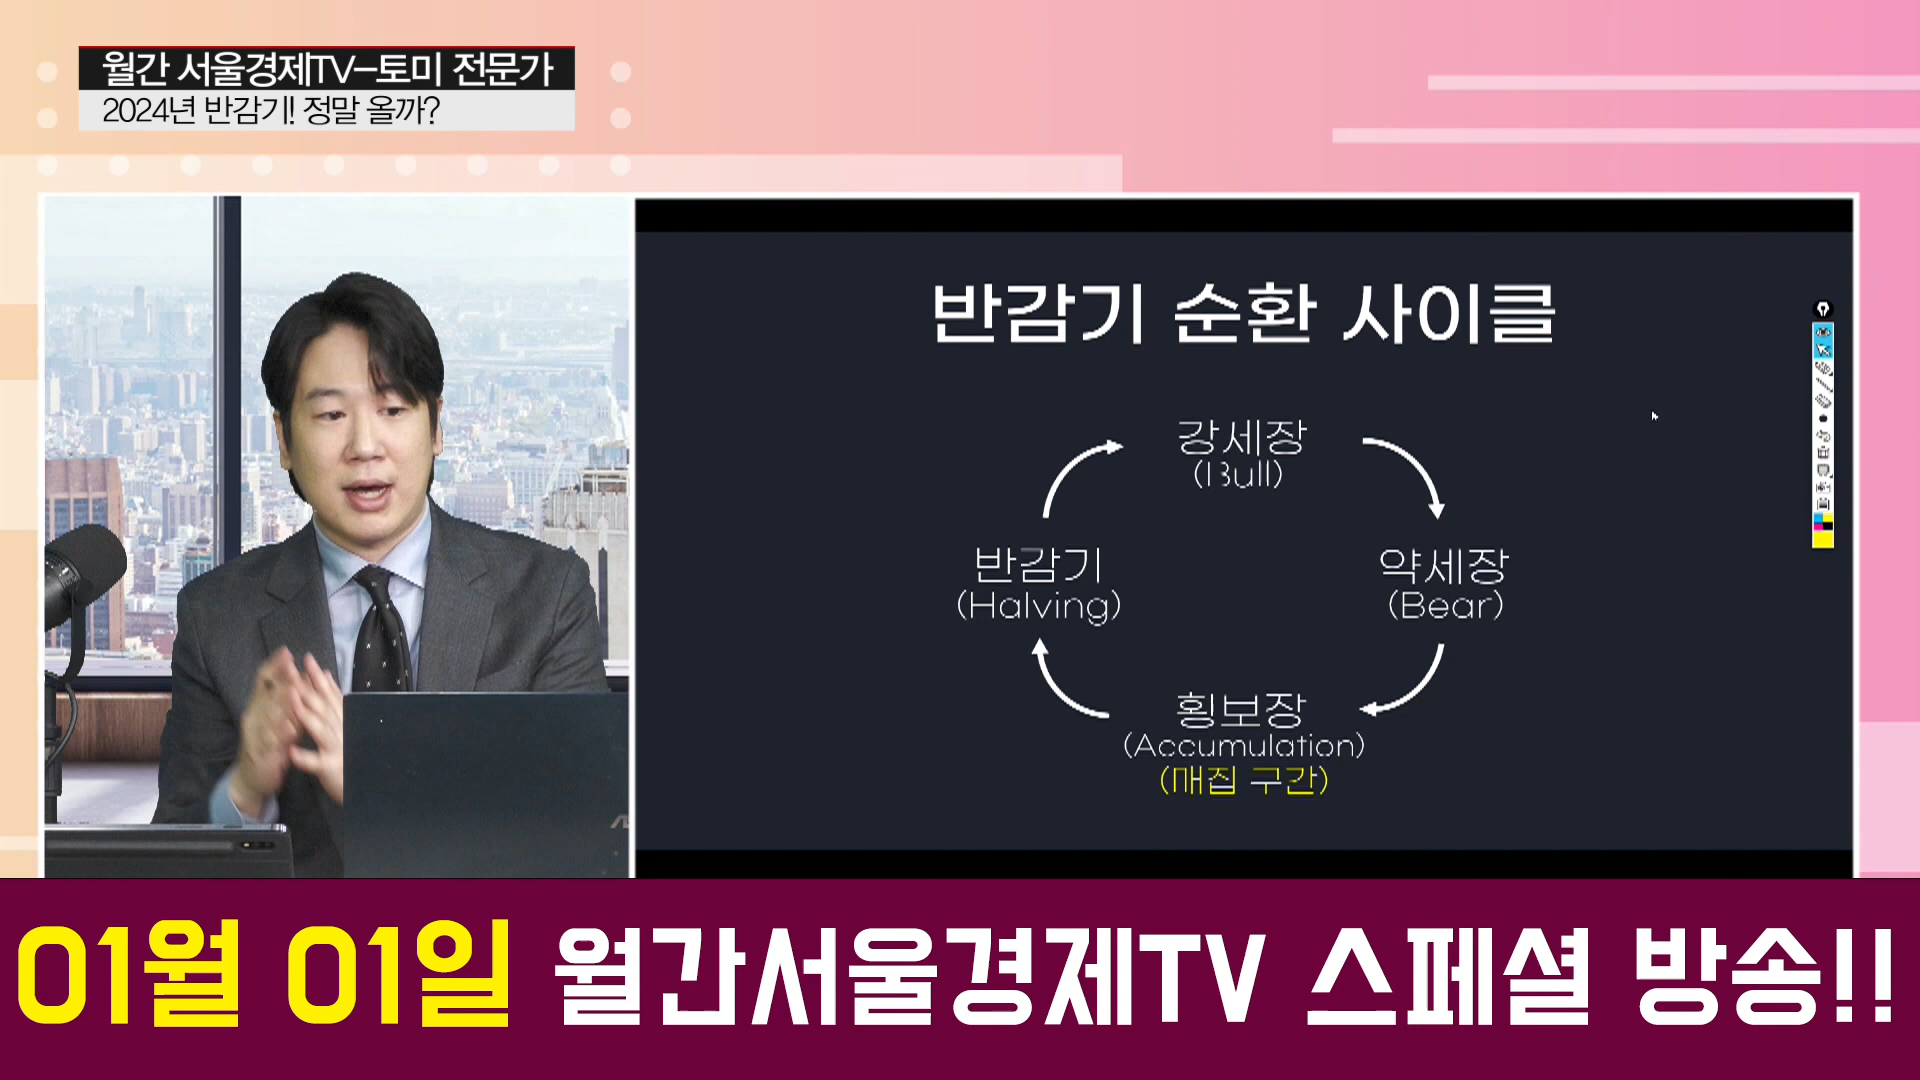 월간 서울경제TV-토미 전문가
2024년 반감기! 정말 올까?
반감기 순환 사이클
강세장
(Bull)
반감기
(Halving)
약세장
(Bear)
횡보장
(Accumulation)
(매집 구간)
01월 01일 월간서울경제TV 스페셜 방송!!